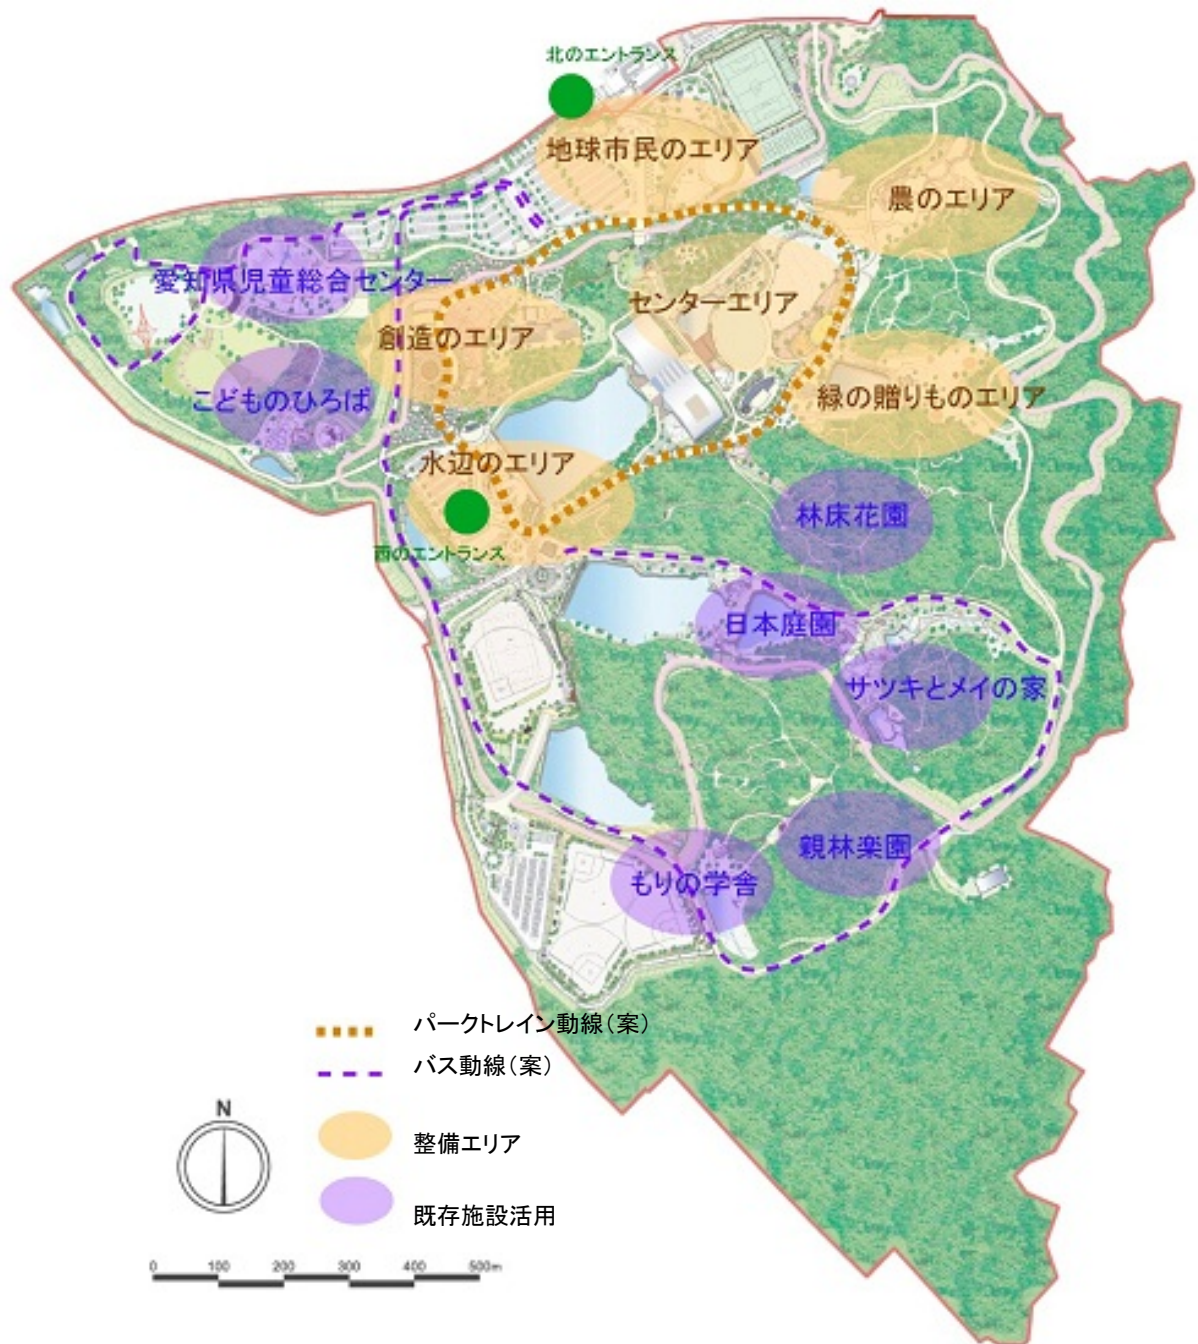 北のエントランス
地球市民のエリア
農のエリア
愛知県児童総合センター
センターエリア
創造のエリア
こどものひろば
緑の贈りものエリア
水辺のエリア
林床花園
西のエントランス
日本庭園
サツキとメイの家
親林楽園
もりの学舎
パークトレイン動線（案）
バス動線（案）
N
整備エリア
既存施設活用
0 100 200 300 400 500m